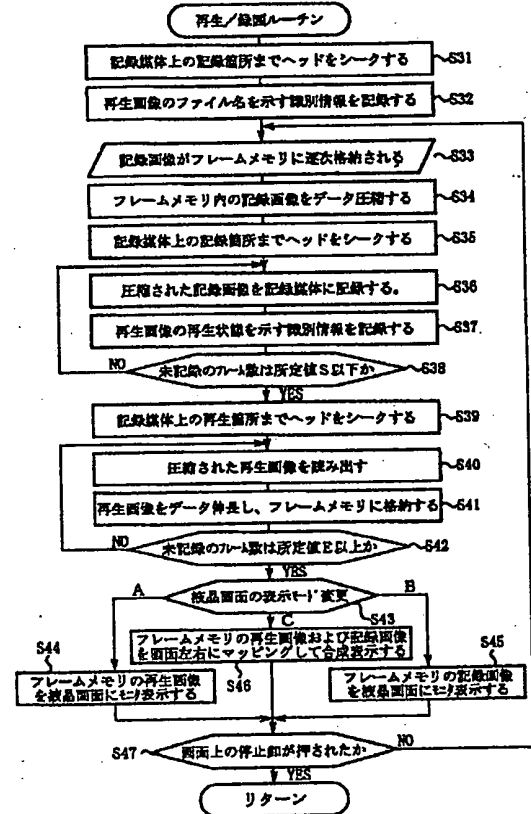 再生／録画ルーチン
記録媒体上の記録箇所までヘッドをシークする
S31
再生画像のファイル名を示す識別情報を記録する
S32
記録画像がフレームメモリに逐次格納される
S33
フレームメモリ内の記録画像をデータ圧縮する
S34
記録媒体上の記録箇所までヘッドをシークする
S35
圧縮された記録画像を記録媒体に記録する。
S36
再生画像の再生状態を示す識別情報を記録する
S37
NO
未記録のフレーム数は所定値S以下か
S38
YES
記録媒体上の再生箇所までヘッドをシークする
S39
圧縮された再生画像を読み出す
S40
再生画像をデータ伸長し、フレームメモリに格納する
S41
NO
未記録のフレーム数は所定値E以上か
S42
YES
A
液晶画面の表示モード変更
B
S43
C
S44
フレームメモリの再生画像
を液晶画面にモニタ表示する
フレームメモリの再生画像および記録画像
を画面左右にマッピングして合成表示する
S46
S45
フレームメモリの記録画像
を液晶画面にモニタ表示する
S47
画面上の停止釦が押されたか
NO
YES
リターン